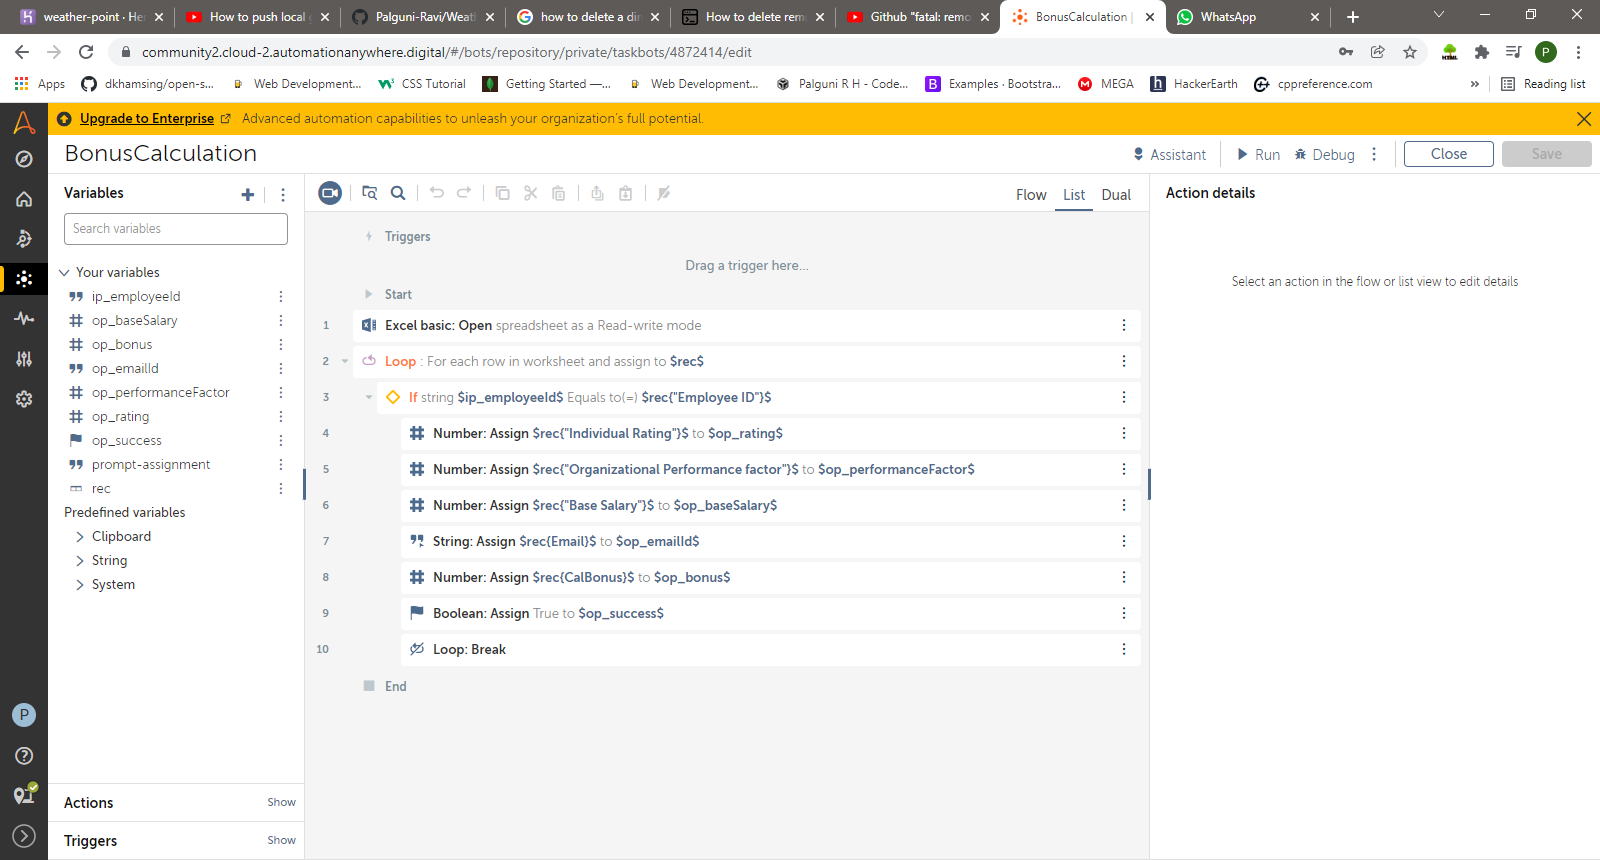 weather-point · He
How to push local g
Palguni-Ravi/Weath
how to delete a dir
How to delete rem
Github "fatal: remo
BonusCalculation |
WhatsApp
community2.cloud-2.automationanywhere.digital/#/bots/repository/private/taskbots/4872414/edit
P
Apps
dkhamsing/open-s...
Web Development...
CSS Tutorial
Getting Started —...
Web Development...
Palguni R H - Code...
Examples · Bootstra...
MEGA
HackerEarth
cppreference.com
»
Reading list
Upgrade to Enterprise
Advanced automation capabilities to unleash your organization's full potential.
BonusCalculation
Assistant
Run
Debug
Close
Save
Variables
Search variables
Your variables
ip_employeeId
op_baseSalary
op_bonus
op_emailId
op_performanceFactor
op_rating
op_success
prompt-assignment
rec
Predefined variables
Clipboard
String
System
Actions
Show
Triggers
Show
P
Flow
List
Dual
Triggers
Drag a trigger here...
Start
1 Excel basic: Open spreadsheet as a Read-write mode
2 Loop : For each row in worksheet and assign to $rec$
3 If string $ip_employeeId$ Equals to(=) $rec{"Employee ID"}$
4 Number: Assign $rec{"Individual Rating"}$ to $op_rating$
5 Number: Assign $rec{"Organizational Performance factor"}$ to $op_performanceFactor$
6 Number: Assign $rec{"Base Salary"}$ to $op_baseSalary$
7 String: Assign $rec{Email}$ to $op_emailId$
8 Number: Assign $rec{CalBonus}$ to $op_bonus$
9 Boolean: Assign True to $op_success$
10 Loop: Break
End
Action details
Select an action in the flow or list view to edit details